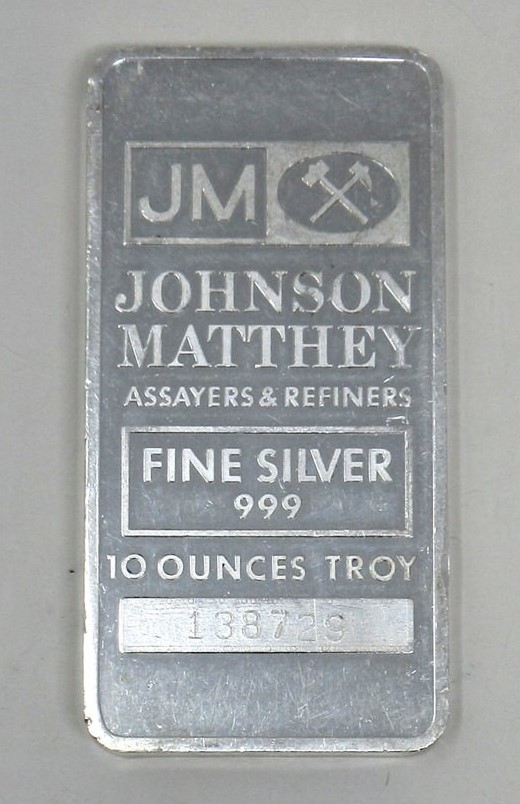 JM
JOHNSON
MATTHEY
ASSAYERS & REFINERS
FINE SILVER
999
10 OUNCES TROY
138729